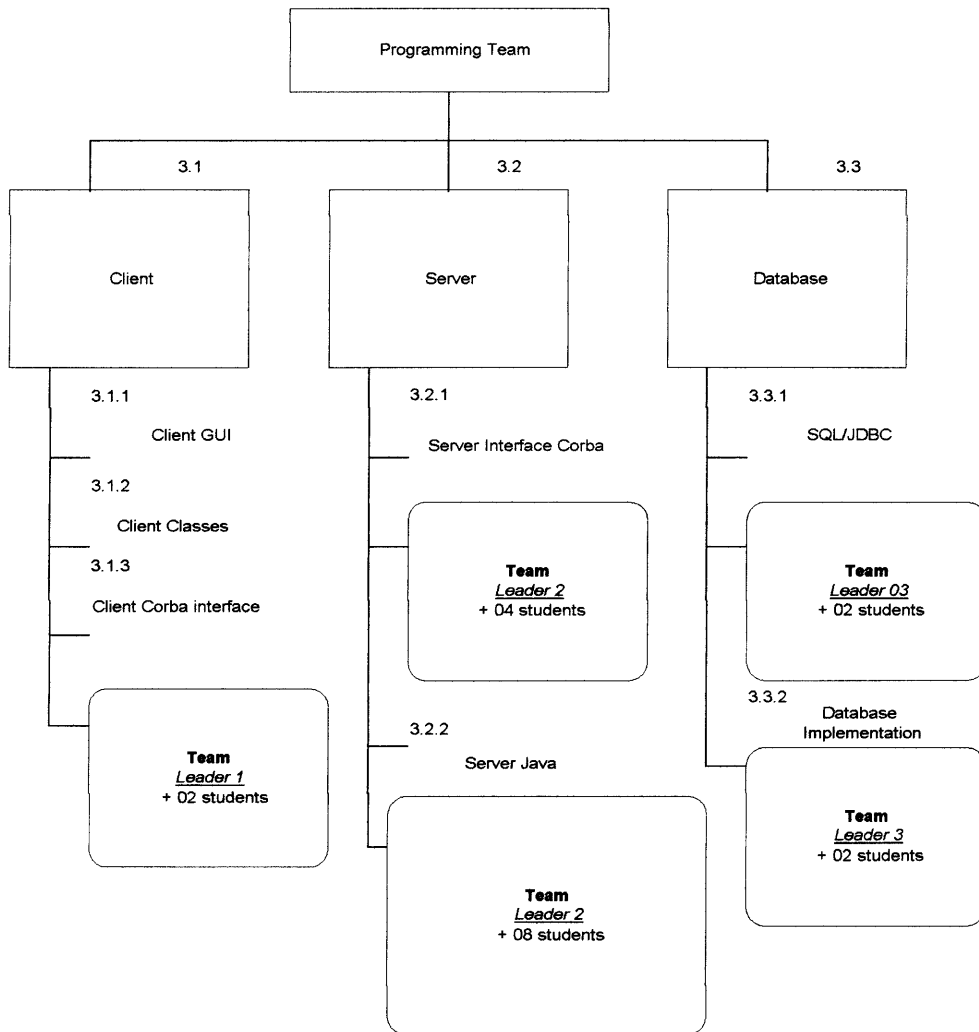 Programming Team
3.1
3.2
3.3
Client
Server
Database
3.1.1
Client GUI
3.1.2
Client Classes
3.1.3
Client Corba interface
Team
Leader 1
+ 02 students
3.2.1
Server Interface Corba
Team
Leader 2
+ 04 students
3.2.2
Server Java
Team
Leader 2
+ 08 students
3.3.1
SQL/JDBC
Team
Leader 03
+ 02 students
3.3.2
Database
Implementation
Team
Leader 3
+ 02 students